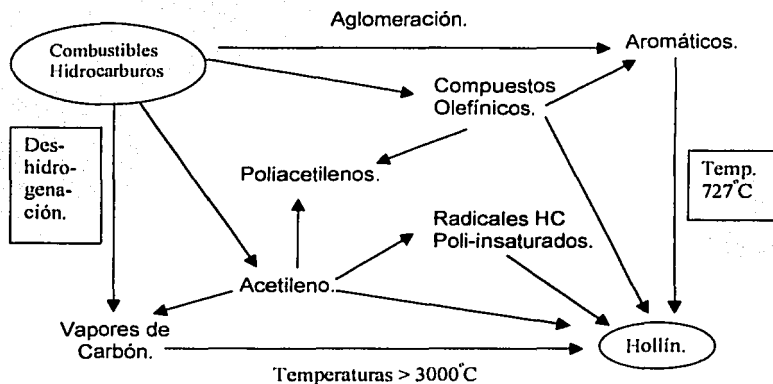 Aglomeración.
Combustibles
Hidrocarburos
Aromáticos.
Compuestos
Olefínicos.
Des-
hidro-
gena-
ción.
Poliacetilenos.
Temp.
727°C
Radicales HC
Poli-insaturados.
Acetileno.
Vapores de
Carbón.
Hollín.
Temperaturas > 3000°C